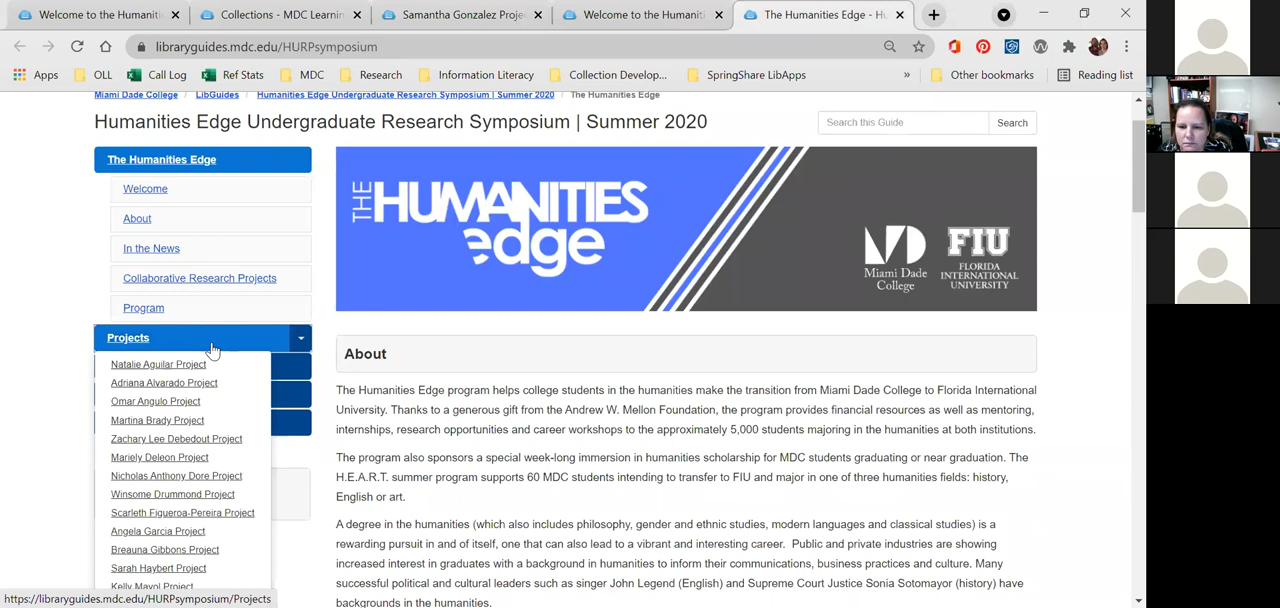 Welcome to the Humaniti
Collections - MDC Learnin
Samantha Gonzalez Proje
Welcome to the Humaniti
The Humanities Edge - Hu
libraryguides.mdc.edu/HURPsymposium
Apps
OLL
Call Log
Ref Stats
MDC
Research
Information Literacy
Collection Develop...
SpringShare LibApps
»
Other bookmarks
Reading list
Miami Dade College
LibGuides
Humanities Edge Undergraduate Research Symposium | Summer 2020
The Humanities Edge
Humanities Edge Undergraduate Research Symposium | Summer 2020
Search this Guide
Search
The Humanities Edge
Welcome
About
In the News
Collaborative Research Projects
Program
Projects
Natalie Aguilar Project
Adriana Alvarado Project
Omar Angulo Project
Martina Brady Project
Zachary Lee Debedout Project
Mariely Deleon Project
Nicholas Anthony Dore Project
Winsome Drummond Project
Scarleth Figueroa-Pereira Project
Angela Garcia Project
Breauna Gibbons Project
Sarah Haybert Project
Kelly Mayol Project
https://libraryguides.mdc.edu/HURPsymposium/Projects
THE HUMANITIES
edge
MD
Miami Dade
College
FIU
FLORIDA
INTERNATIONAL
UNIVERSITY
About
The Humanities Edge program helps college students in the humanities make the transition from Miami Dade College to Florida International
University. Thanks to a generous gift from the Andrew W. Mellon Foundation, the program provides financial resources as well as mentoring,
internships, research opportunities and career workshops to the approximately 5,000 students majoring in the humanities at both institutions.
The program also sponsors a special week-long immersion in humanities scholarship for MDC students graduating or near graduation. The
H.E.A.R.T. summer program supports 60 MDC students intending to transfer to FIU and major in one of three humanities fields: history,
English or art.
A degree in the humanities (which also includes philosophy, gender and ethnic studies, modern languages and classical studies) is a
rewarding pursuit in and of itself, one that can also lead to a vibrant and interesting career. Public and private industries are showing
increased interest in graduates with a background in humanities to inform their communications, business practices and culture. Many
successful political and cultural leaders such as singer John Legend (English) and Supreme Court Justice Sonia Sotomayor (history) have
backgrounds in the humanities.